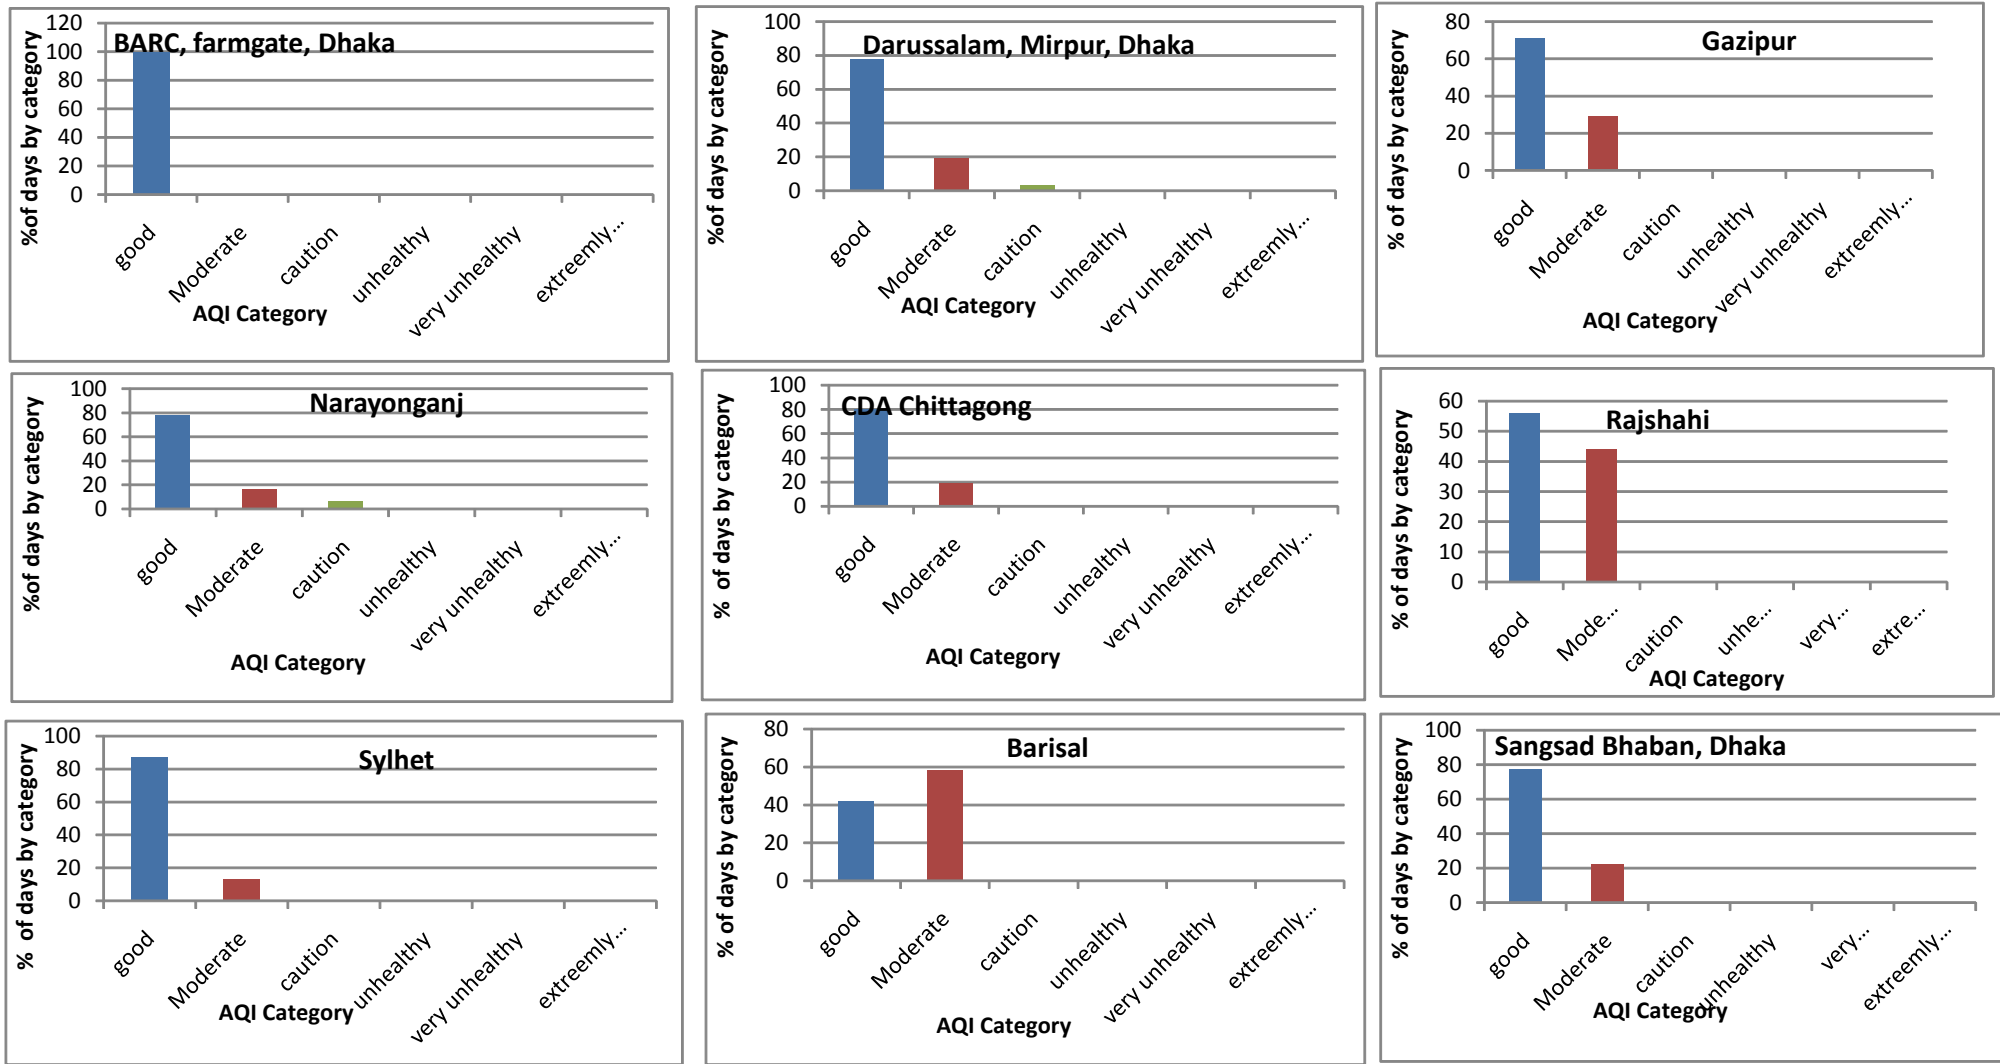 BARC, farmgate, Dhaka
%of days by category
120
100
80
60
40
20
0
good
Moderate
caution
unhealthy
very unhealthy
extreemly...
AQI Category
Darussalam, Mirpur, Dhaka
%of days by category
100
80
60
40
20
0
good
Moderate
caution
unhealthy
very unhealthy
extreemly...
AQI Category
Gazipur
% of days by category
80
60
40
20
0
good
Moderate
caution
unhealthy
very unhealthy
extreemly...
AQI Category
Narayonganj
%of days by category
100
80
60
40
20
0
good
Moderate
caution
unhealthy
very unhealthy
extreemly...
AQI Category
CDA Chittagong
% of days by category
100
80
60
40
20
0
good
Moderate
caution
unhealthy
very unhealthy
extreemly...
AQI Category
Rajshahi
% of days by category
60
50
40
30
20
10
0
good
Mode...
caution
unhe...
very...
extre...
AQI Category
Sylhet
% of days by category
100
80
60
40
20
0
good
Moderate
caution
unhealthy
very unhealthy
extreemly...
AQI Category
Barisal
% of days by category
80
60
40
20
0
good
Moderate
caution
unhealthy
very unhealthy
extreemly...
AQI Category
Sangsad Bhaban, Dhaka
% of days by category
100
80
60
40
20
0
good
Moderate
caution
unhealthy
very...
extreemly...
AQI Category